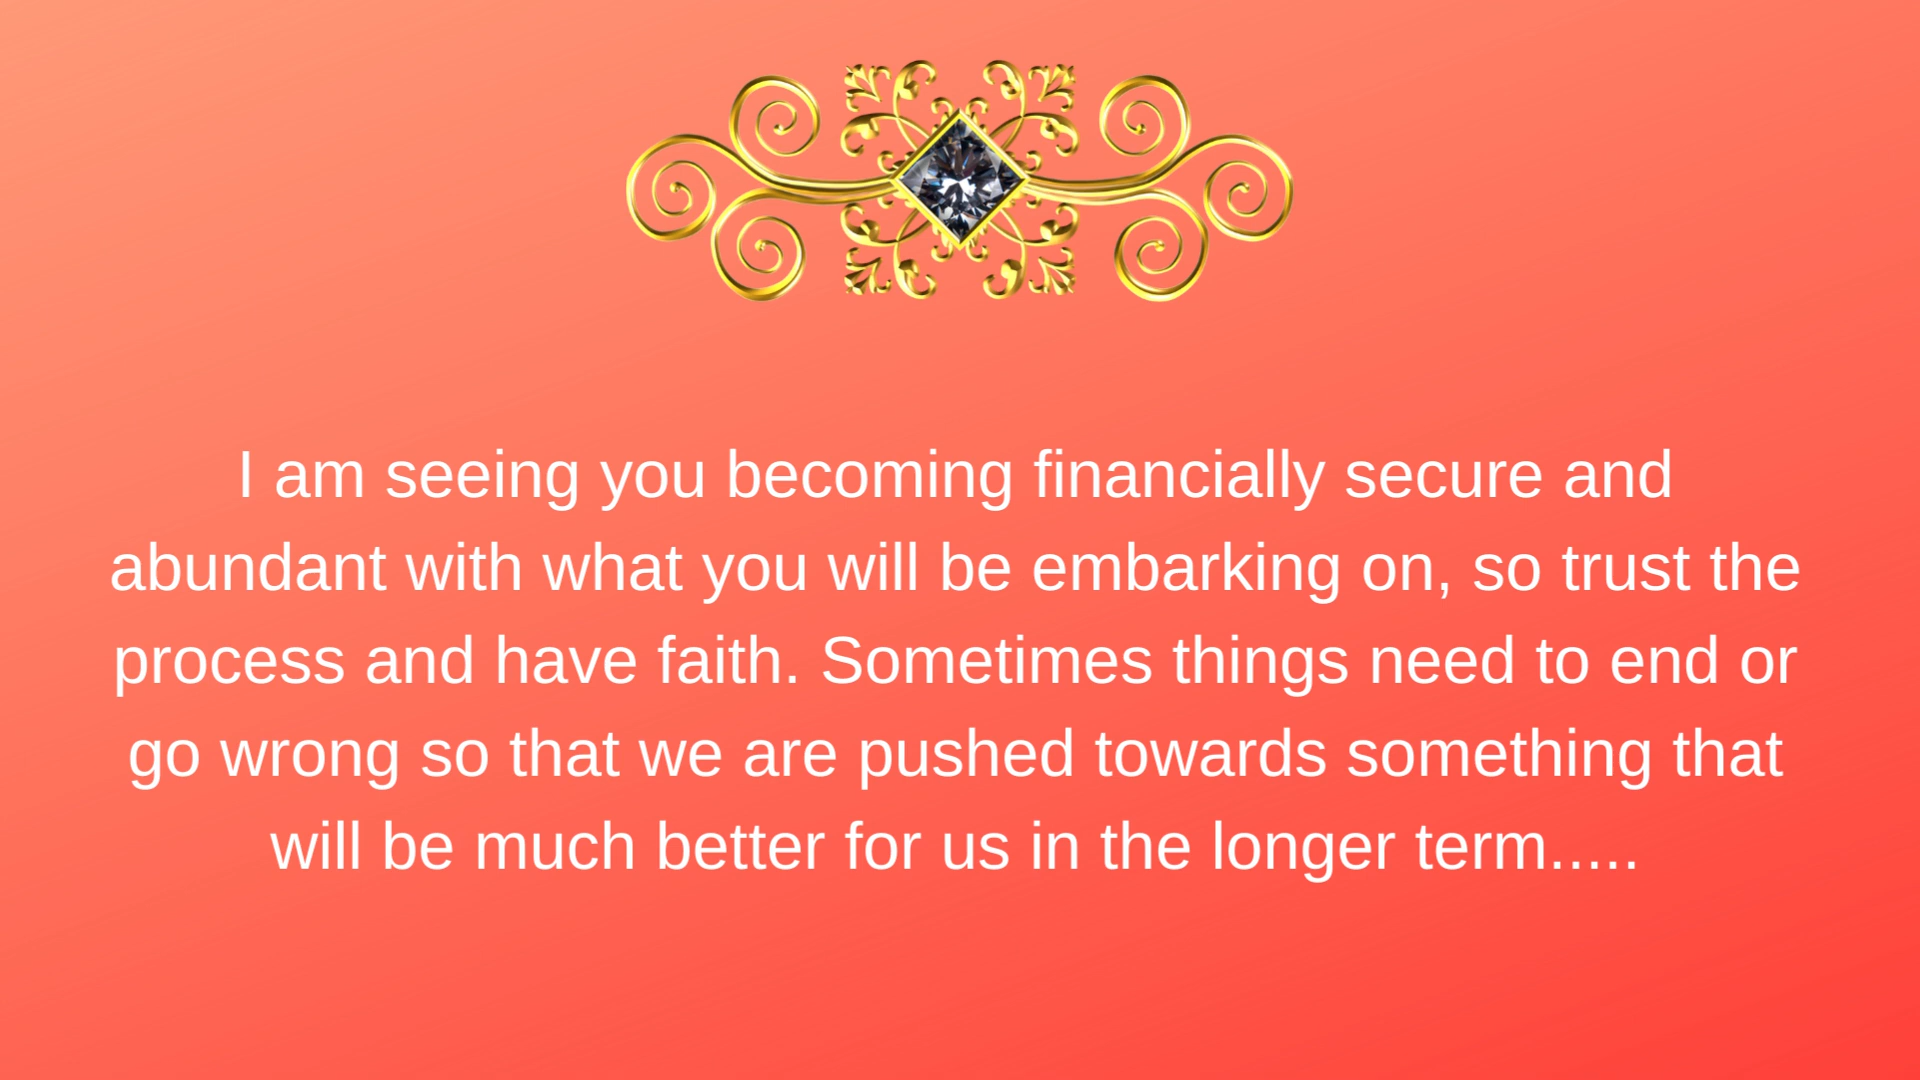 I am seeing you becoming financially secure and
abundant with what you will be embarking on, so trust the
process and have faith. Sometimes things need to end or
go wrong so that we are pushed towards something that
will be much better for us in the longer term.....